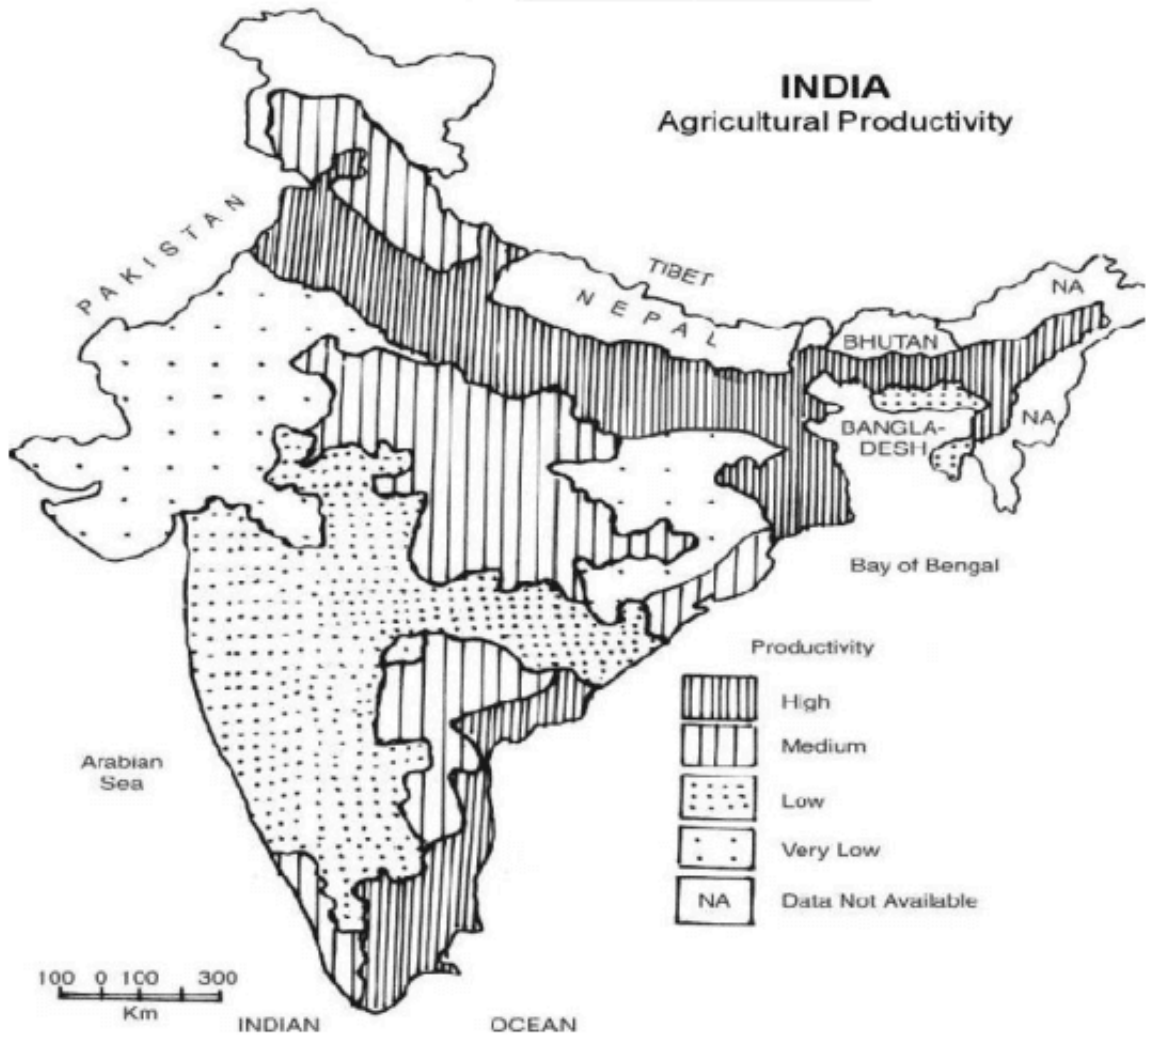 INDIA
Agricultural Productivity
PAKISTAN
TIBET
NEPAL
BHUTAN
NA
BANGLA-
DESH
NA
Bay of Bengal
Productivity
High
Medium
Low
Very Low
NA Data Not Available
Arabian
Sea
100 0 100 300
Km
INDIAN OCEAN